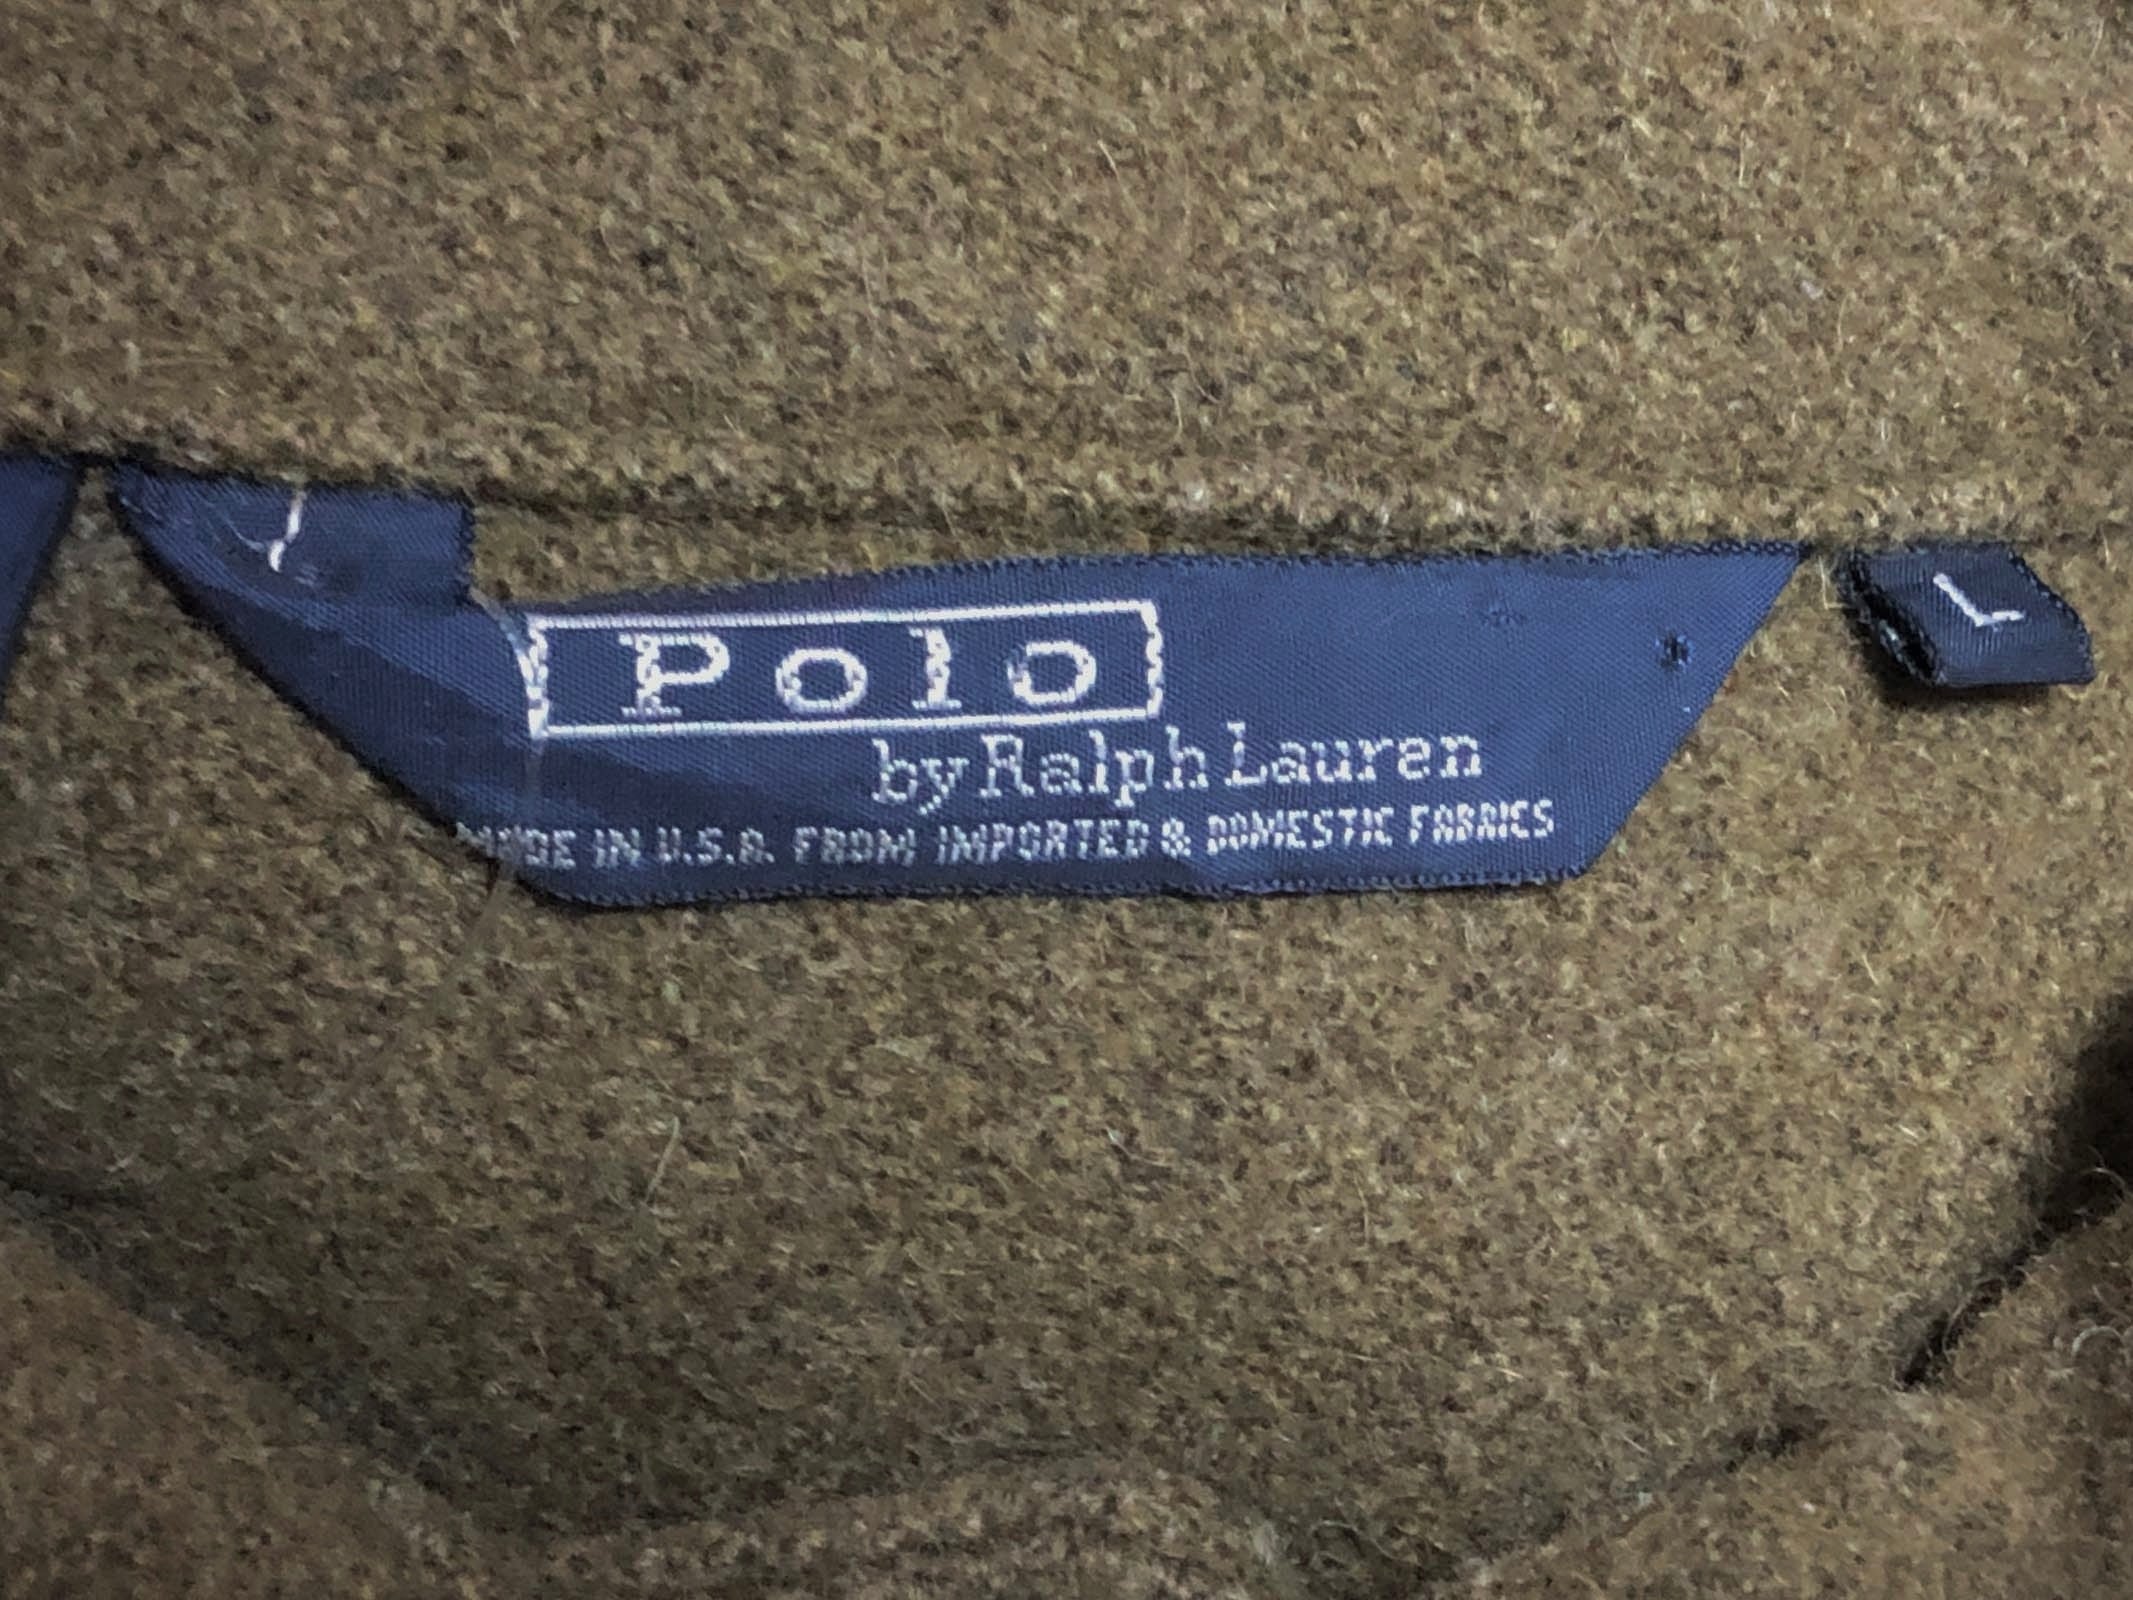 Polo
by Ralph Lauren
MADE IN U.S.A. FROM IMPORTED & DOMESTIC FABRICS
L